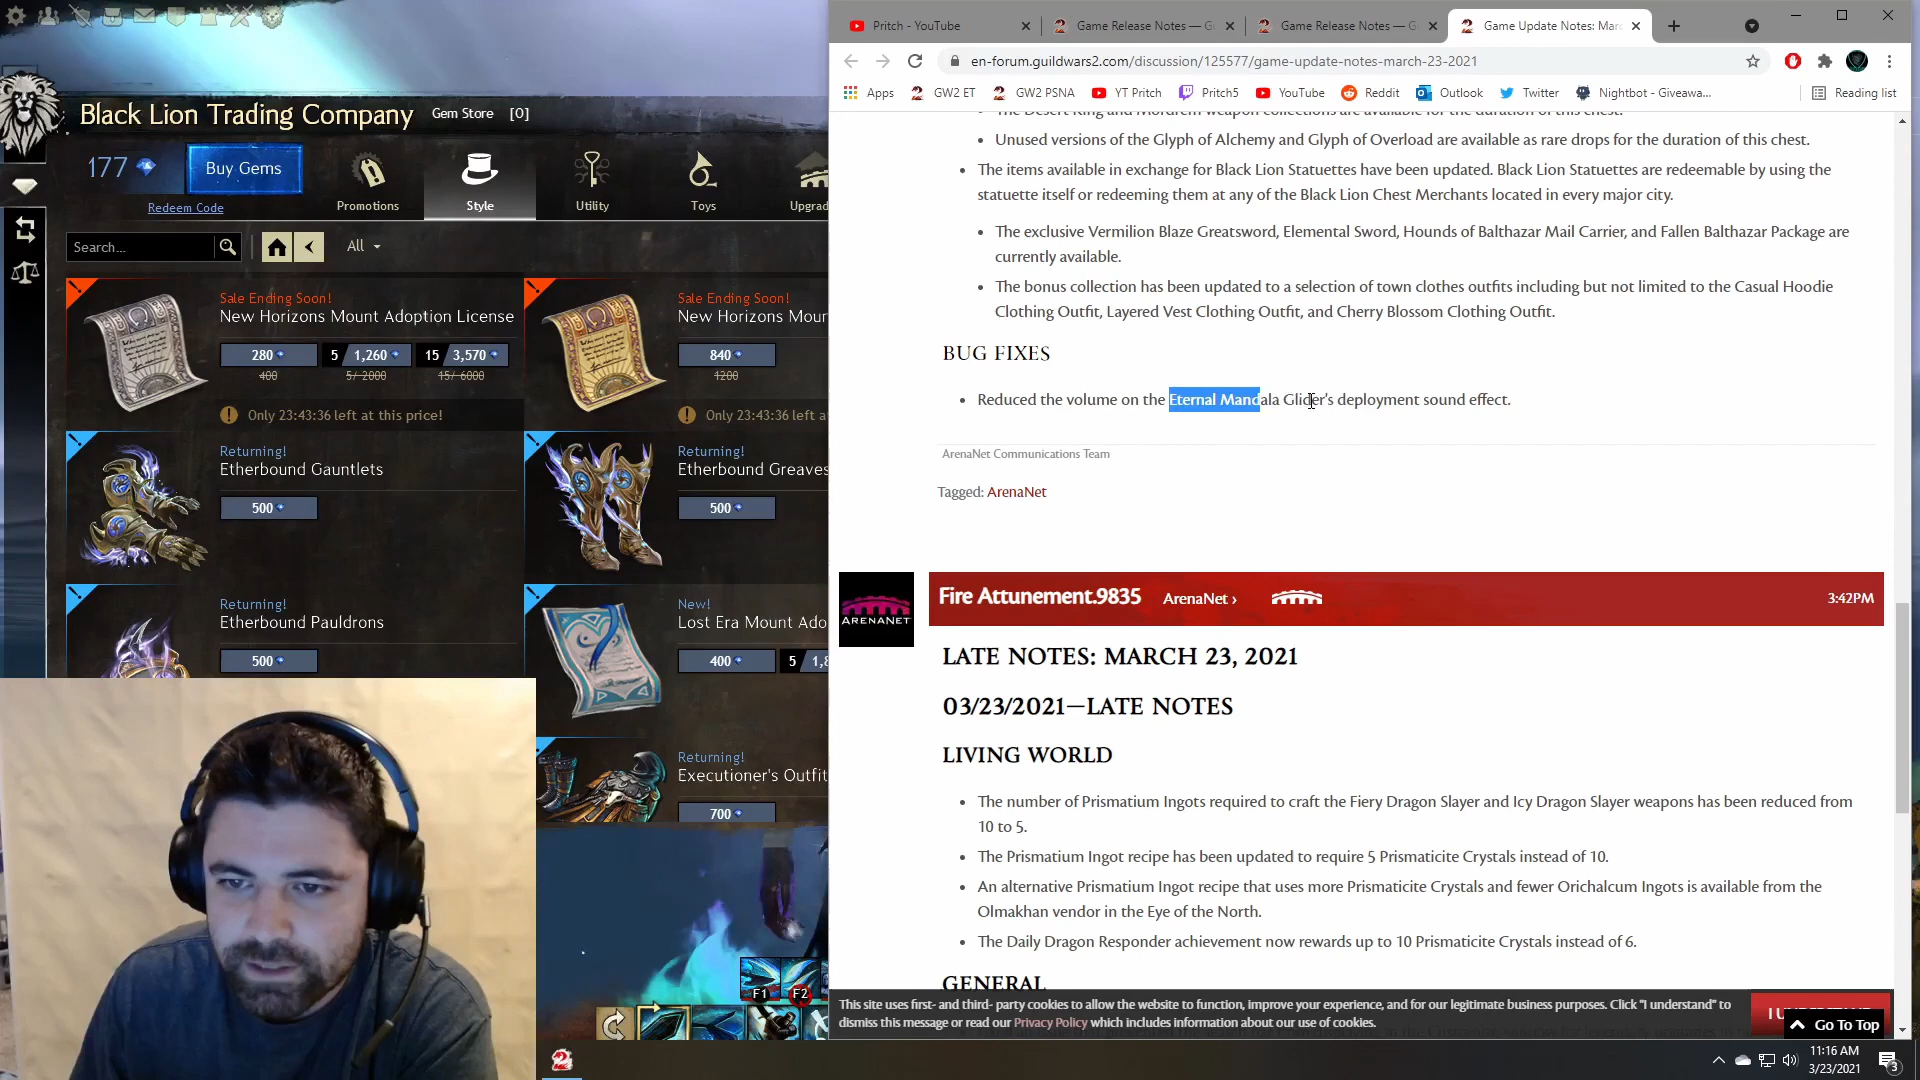 Black Lion Trading Company
Gem Store [0]
177
Buy Gems
Redeem Code
Promotions
Style
Utility
Toys
Upgrad
Search...
All
Sale Ending Soon!
New Horizons Mount Adoption License
280
5 / 1,260
15 / 3,570
400
5/ 2000
15/ 6000
Only 23:43:36 left at this price!
Sale Ending Soon!
New Horizons Moun
840
1200
Only 23:4
Returning!
Etherbound Gauntlets
500
Returning!
Etherbound Greaves
500
Returning!
Etherbound Pauldrons
500
New!
Lost Era Mount Ado
400
5 / 1,8
Returning!
Executioner's Outfit
700
F1
F2
Pritch - YouTube
Game Release Notes — G
Game Release Notes — G
Game Update Notes: Mar
en-forum.guildwars2.com/discussion/125577/game-update-notes-march-23-2021
Apps
GW2 ET
GW2 PSNA
YT Pritch
Pritch5
YouTube
Reddit
Outlook
Twitter
Nightbot - Giveawa...
Reading list
The Desert King and Mordrem weapon collections are available for the duration of this chest.
Unused versions of the Glyph of Alchemy and Glyph of Overload are available as rare drops for the duration of this chest.
The items available in exchange for Black Lion Statuettes have been updated. Black Lion Statuettes are redeemable by using the
statuette itself or redeeming them at any of the Black Lion Chest Merchants located in every major city.
The exclusive Vermilion Blaze Greatsword, Elemental Sword, Hounds of Balthazar Mail Carrier, and Fallen Balthazar Package are
currently available.
The bonus collection has been updated to a selection of town clothes outfits including but not limited to the Casual Hoodie
Clothing Outfit, Layered Vest Clothing Outfit, and Cherry Blossom Clothing Outfit.
BUG FIXES
Reduced the volume on the Eternal Mandala Glider's deployment sound effect.
ArenaNet Communications Team
Tagged: ArenaNet
ARENANET
Fire Attunement.9835
ArenaNet ›
3:42PM
LATE NOTES: MARCH 23, 2021
03/23/2021—LATE NOTES
LIVING WORLD
The number of Prismatium Ingots required to craft the Fiery Dragon Slayer and Icy Dragon Slayer weapons has been reduced from
10 to 5.
The Prismatium Ingot recipe has been updated to require 5 Prismaticite Crystals instead of 10.
An alternative Prismatium Ingot recipe that uses more Prismaticite Crystals and fewer Orichalcum Ingots is available from the
Olmakhan vendor in the Eye of the North.
The Daily Dragon Responder achievement now rewards up to 10 Prismaticite Crystals instead of 6.
GENERAL
This site uses first- and third- party cookies to allow the website to function, improve your experience, and for our legitimate business purposes. Click "I understand" to
dismiss this message or read our Privacy Policy which includes information about our use of cookies.
Go To Top
11:16 AM
3/23/2021
3